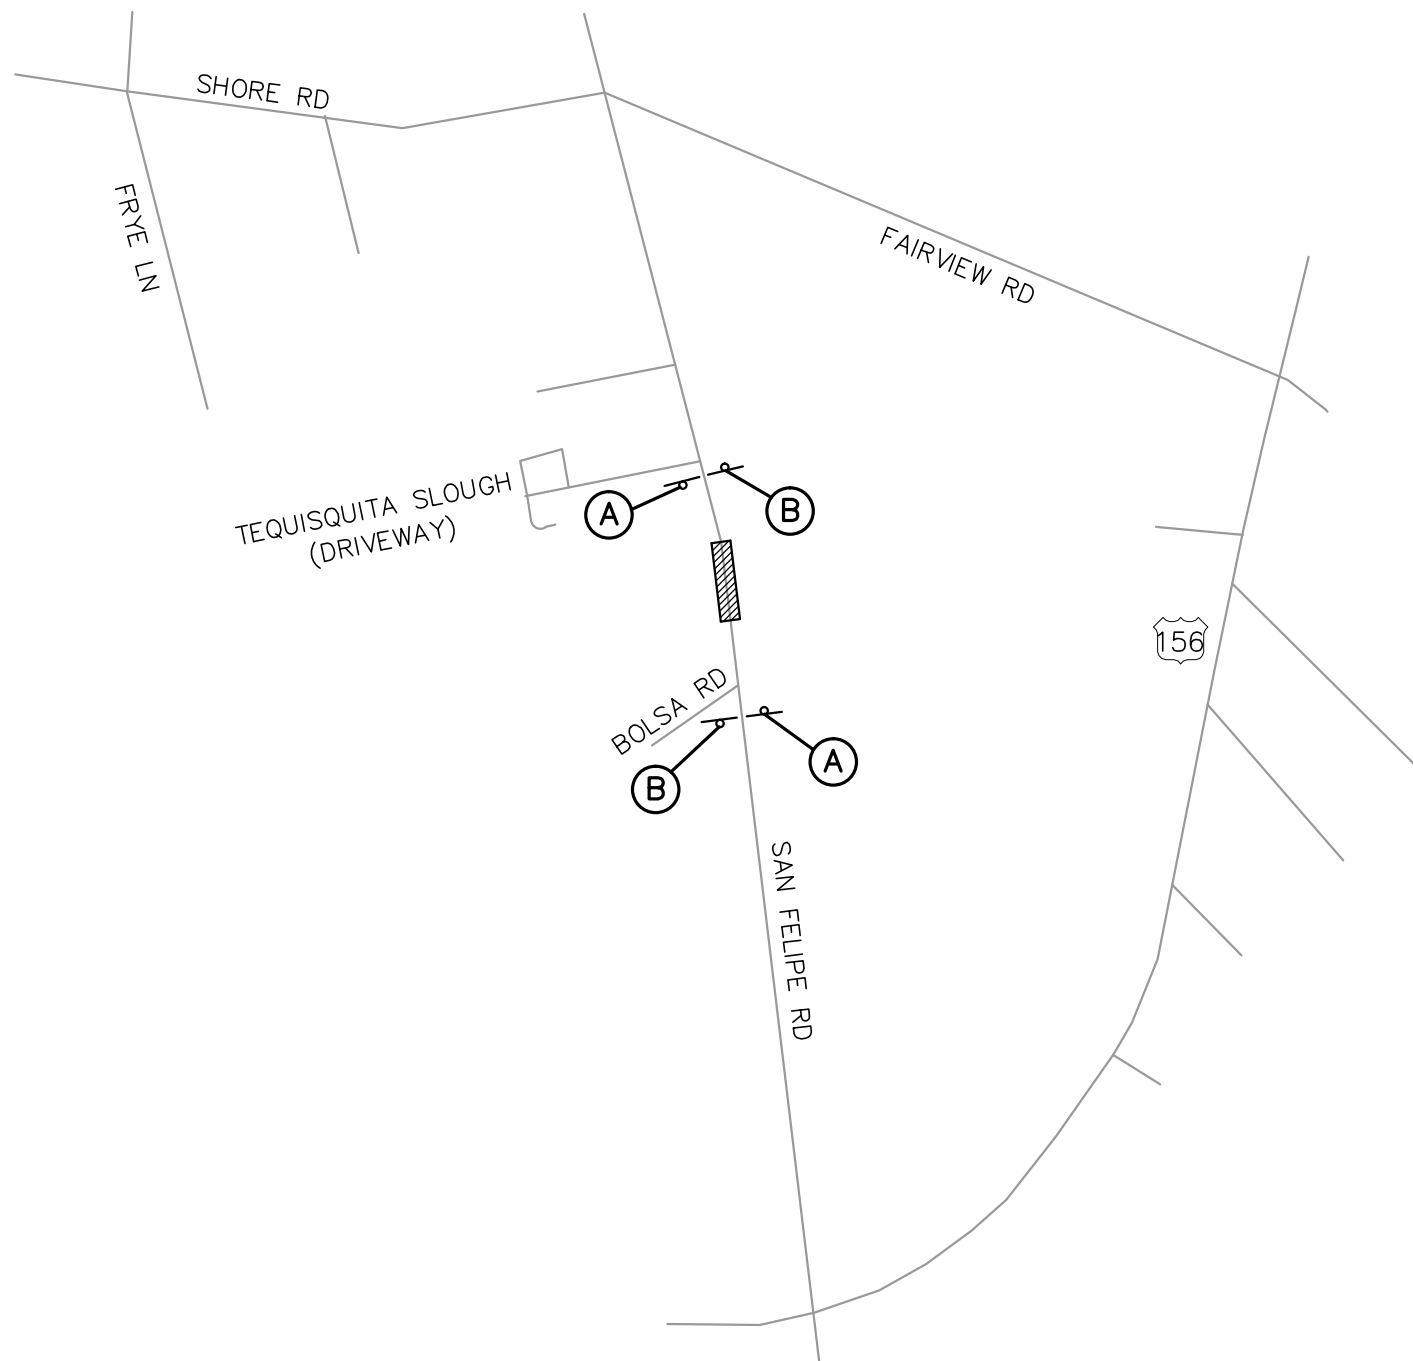 SHORE RD
FRYE LN
FAIRVIEW RD
TEQUISQUITA SLOUGH
(DRIVEWAY)
A
B
156
BOLSA RD
B
A
SAN FELIPE RD